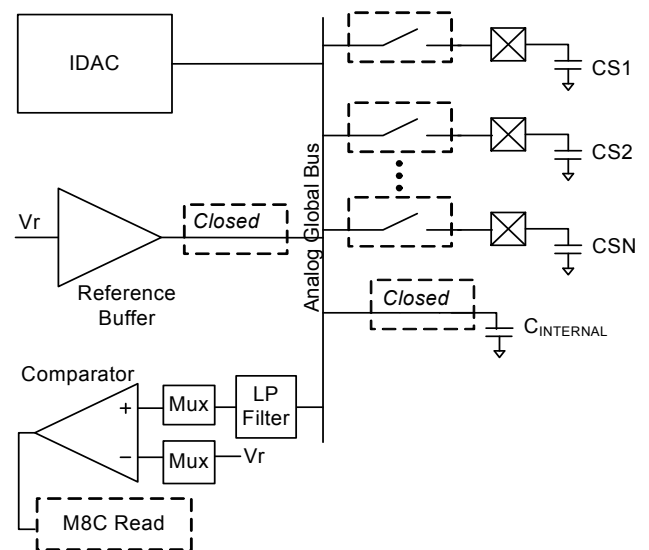 IDAC
CS1
CS2
Analog Global Bus
Vr
Closed
CSN
Reference
Buffer
Closed
CINTERNAL
Comparator
+
Mux
LP
Filter
−
Mux
Vr
M8C Read